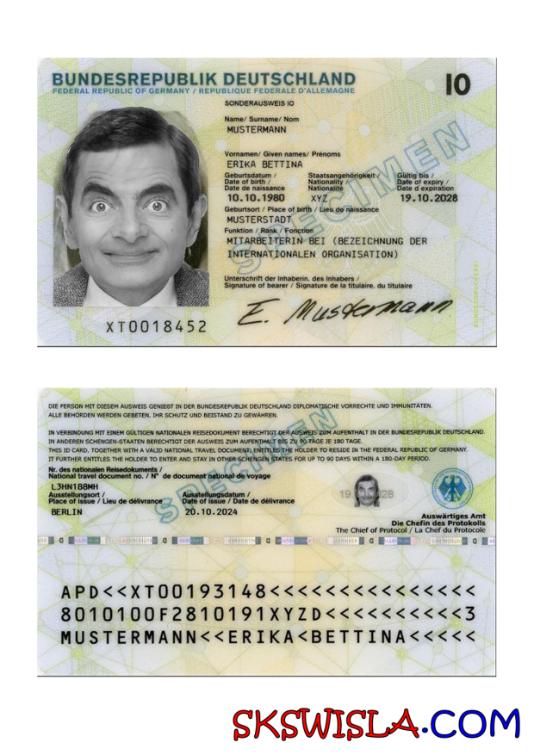 BUNDESREPUBLIK DEUTSCHLAND
FEDERAL REPUBLIC OF GERMANY / REPUBLIQUE FEDERALE D'ALLEMAGNE
IO
SONDERAUSWEIS IO
Name/ Surname/ Nom
MUSTERMANN
Vornamen/ Given names/ Prénoms
ERIKA BETTINA
Geburtsdatum / Staatsangehörigkeit / Gültig bis /
Date of birth / Nationality / Date of expiry /
Date de naissance Nationalité Date d expiration
10.10.1980 XYZ 19.10.2028
Geburtsort / Place of birth / Lieu de naissance
MUSTERSTADT
Funktion / Rank / Fonction
MITARBEITERIN BEI (BEZEICHNUNG DER
INTERNATIONALEN ORGANISATION)
Unterschrift der Inhaberin, des Inhabers /
Signature of bearer / Signature de la titulaire, du titulaire
E. Mustermann
XT0018452
SPECIMEN
DIE PERSON MIT DIESEM AUSWEIS GENIEßT IN DER BUNDESREPUBLIK DEUTSCHLAND DIPLOMATISCHE VORRECHTE UND IMMUNITÄTEN.
ALLE BEHÖRDEN WERDEN GEBETEN, IHR SCHUTZ UND BEISTAND ZU GEWÄHREN.
IN VERBINDUNG MIT EINEM GÜLTIGEN NATIONALEN REISEDOKUMENT BERECHTIGT DER AUSWEIS ZUM AUFENTHALT IN DER BUNDESREPUBLIK DEUTSCHLAND.
IN ANDEREN SCHENGEN-STAATEN BERECHTIGT DER AUSWEIS ZUM AUFENTHALT BIS ZU 90 TAGE JE 180 TAGE.
THIS ID CARD, TOGETHER WITH A VALID NATIONAL TRAVEL DOCUMENT ENTITLES THE HOLDER TO RESIDE IN THE FEDERAL REPUBLIC OF GERMANY.
IT FURTHER ENTITLES THE HOLDER TO ENTER AND STAY IN OTHER SCHENGEN STATES FOR UP TO 90 DAYS WITHIN A 180-DAY PERIOD.
Nr. des nationalen Reisedokuments /
National travel document no. / N° de document national de voyage
L3HN1B8MH
Ausstellungsort / Ausstellungsdatum /
Place of issue / Lieu de délivrance Date of issue / Date de délivrance
BERLIN 20.10.2024
SPECIMEN
Auswärtiges Amt
Die Chefin des Protokolls
The Chief of Protocol / La Chef du Protocole
APD<<XT00193148<<<<<<<<<<<<<<<<
8010100F2810191XYZD<<<<<<<<<<<3
MUSTERMANN<<ERIKA<BETTINA<<<<<
SKSWISLA.COM